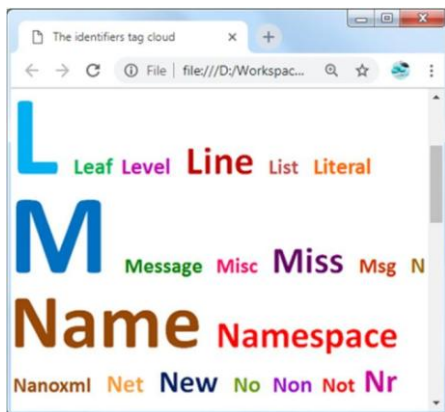 The identifiers tag cloud
File file:///D:/Workspac...
L Leaf Level Line List Literal
M Message Misc Miss Msg N
Name Namespace
Nanoxml Net New No Non Not Nr